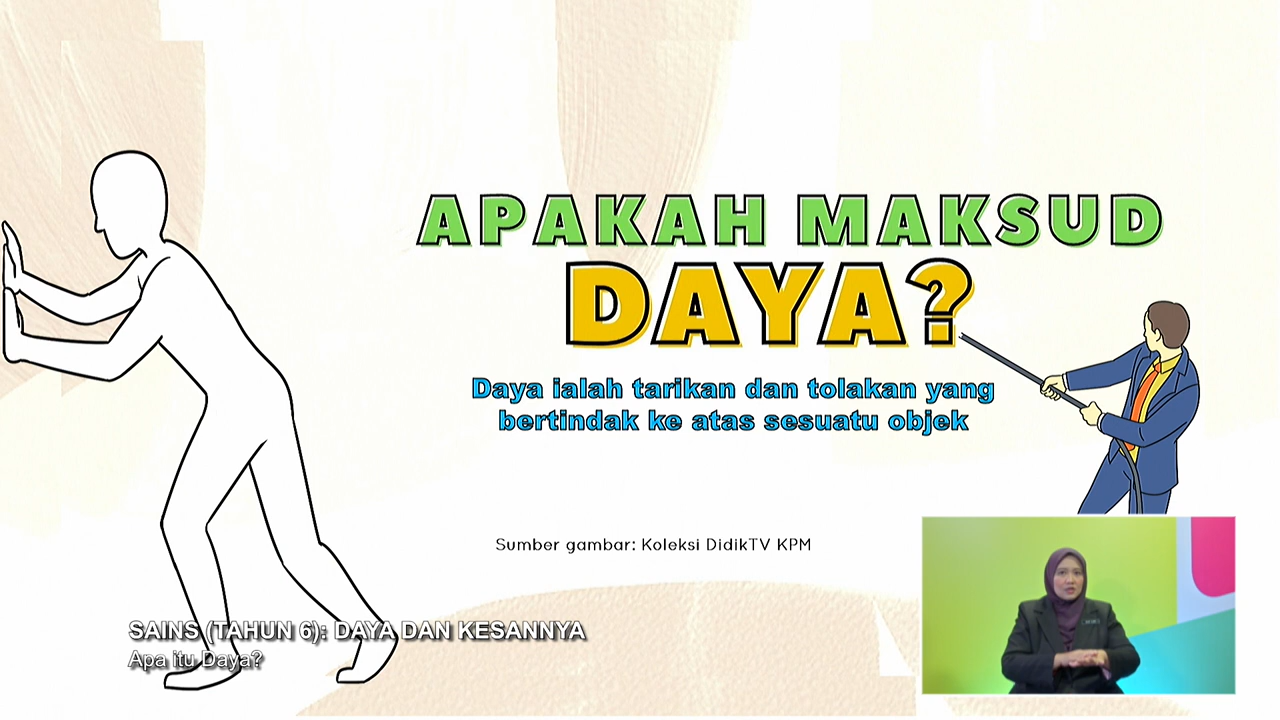 APAKAH MAKSUD
DAYA?
Daya ialah tarikan dan tolakan yang
bertindak ke atas sesuatu objek
Sumber gambar: Koleksi DidikTV KPM
SAINS (TAHUN 6): DAYA DAN KESANNYA
Apa itu Daya?